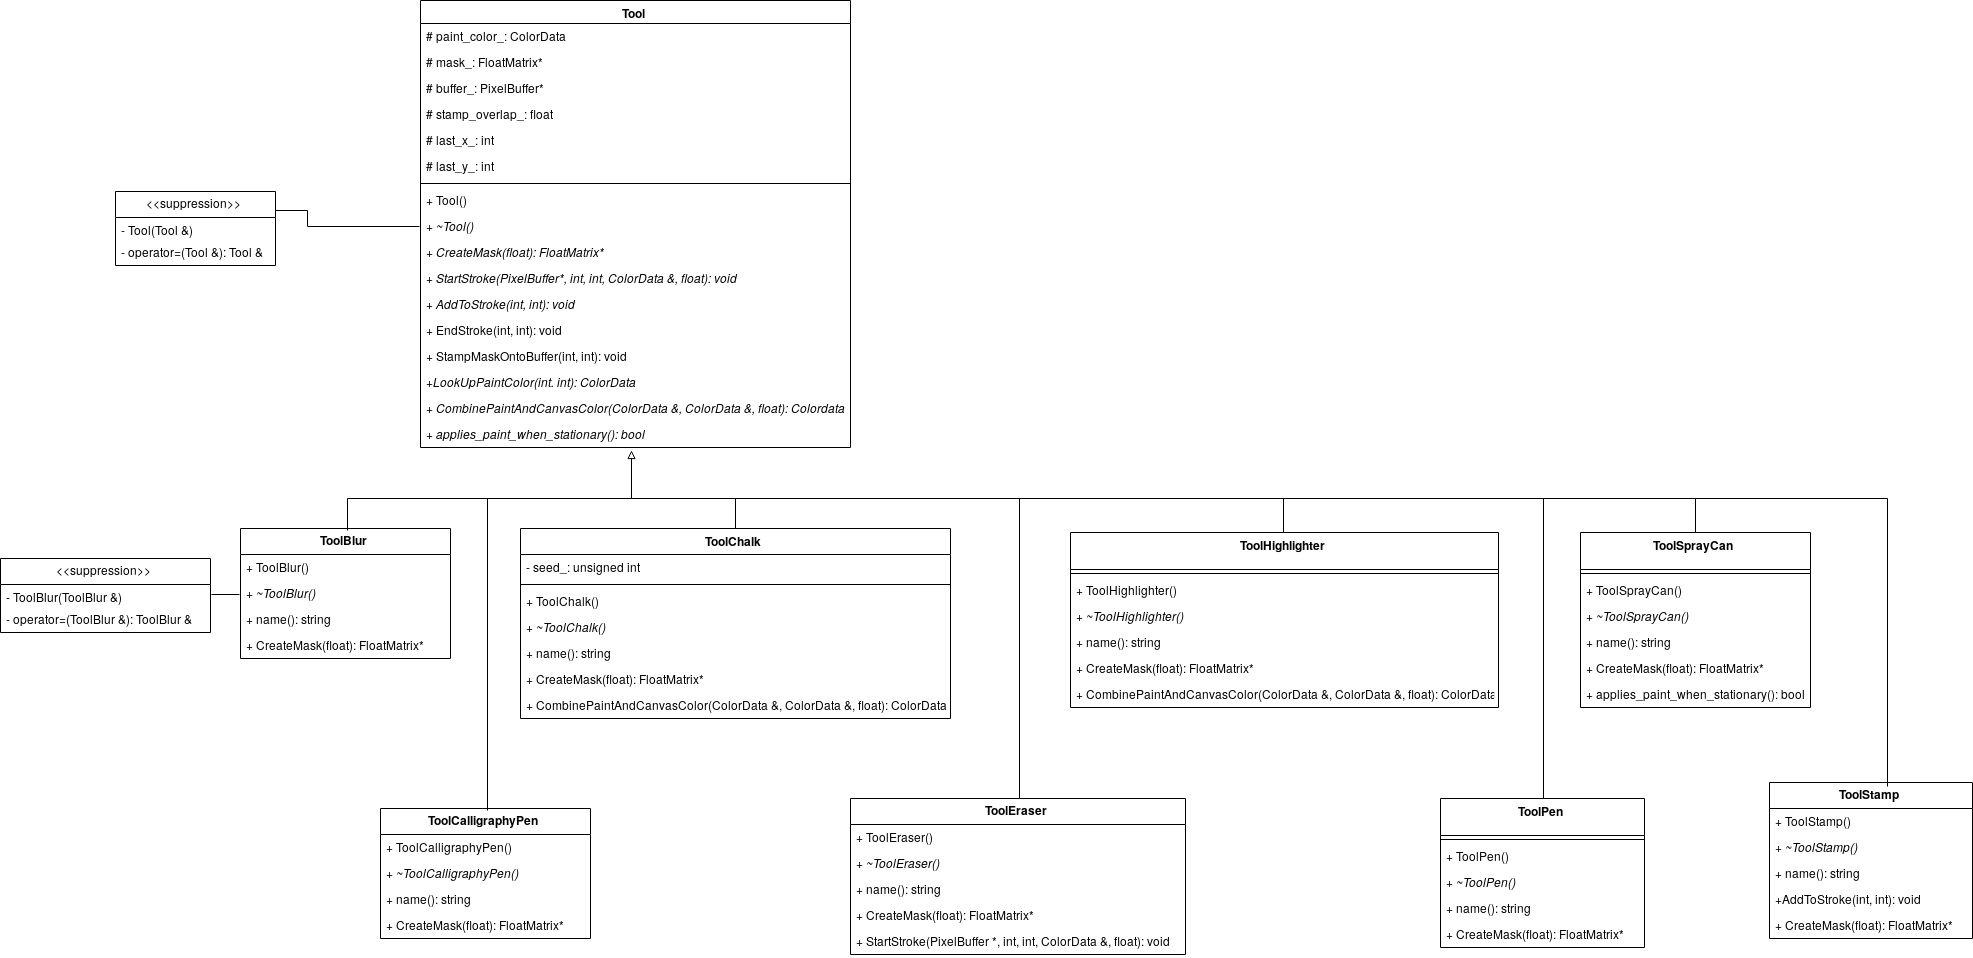 Tool
# paint_color_: ColorData
# mask_: FloatMatrix*
# buffer_: PixelBuffer*
# stamp_overlap_: float
# last_x_: int
# last_y_: int
+ Tool()
+ ~Tool()
+ CreateMask(float): FloatMatrix*
+ StartStroke(PixelBuffer*, int, int, ColorData &, float): void
+ AddToStroke(int, int): void
+ EndStroke(int, int): void
+ StampMaskOntoBuffer(int, int): void
+LookUpPaintColor(int. int): ColorData
+ CombinePaintAndCanvasColor(ColorData &, ColorData &, float): Colordata
+ applies_paint_when_stationary(): bool
<<suppression>>
- Tool(Tool &)
- operator=(Tool &): Tool &
<<suppression>>
- ToolBlur(ToolBlur &)
- operator=(ToolBlur &): ToolBlur &
ToolBlur
+ ToolBlur()
+ ~ToolBlur()
+ name(): string
+ CreateMask(float): FloatMatrix*
ToolChalk
- seed_: unsigned int
+ ToolChalk()
+ ~ToolChalk()
+ name(): string
+ CreateMask(float): FloatMatrix*
+ CombinePaintAndCanvasColor(ColorData &, ColorData &, float): ColorData
ToolHighlighter
+ ToolHighlighter()
+ ~ToolHighlighter()
+ name(): string
+ CreateMask(float): FloatMatrix*
+ CombinePaintAndCanvasColor(ColorData &, ColorData &, float): ColorData
ToolSprayCan
+ ToolSprayCan()
+ ~ToolSprayCan()
+ name(): string
+ CreateMask(float): FloatMatrix*
+ applies_paint_when_stationary(): bool
ToolCalligraphyPen
+ ToolCalligraphyPen()
+ ~ToolCalligraphyPen()
+ name(): string
+ CreateMask(float): FloatMatrix*
ToolEraser
+ ToolEraser()
+ ~ToolEraser()
+ name(): string
+ CreateMask(float): FloatMatrix*
+ StartStroke(PixelBuffer *, int, int, ColorData &, float): void
ToolPen
+ ToolPen()
+ ~ToolPen()
+ name(): string
+ CreateMask(float): FloatMatrix*
ToolStamp
+ ToolStamp()
+ ~ToolStamp()
+ name(): string
+AddToStroke(int, int): void
+ CreateMask(float): FloatMatrix*